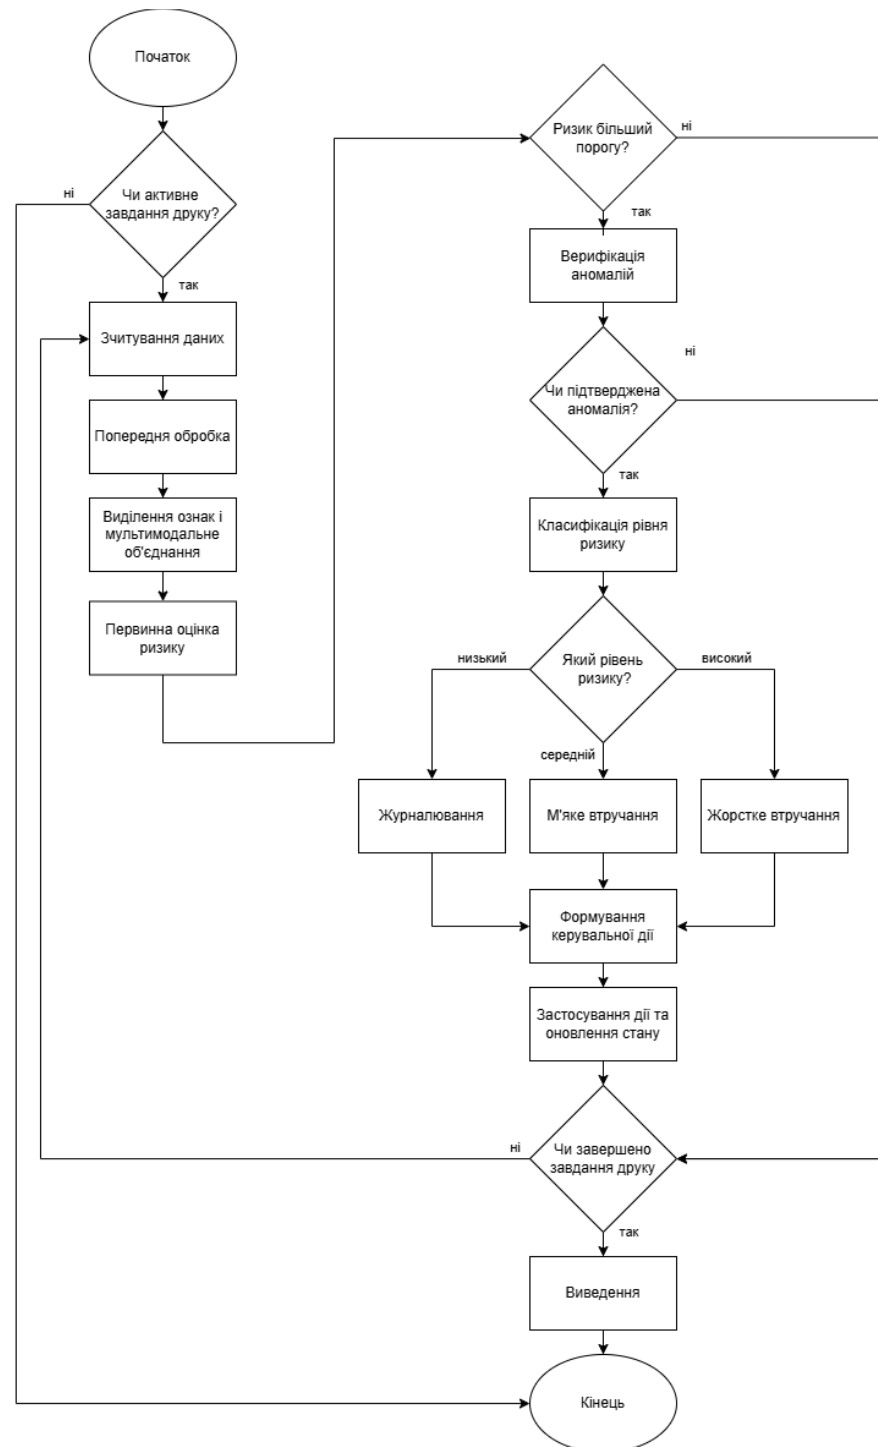 Початок
Чи активне
завдання друку?
ні
так
Зчитування даних
Попередня обробка
Виділення ознак і
мультимодальне
об'єднання
Первинна оцінка
ризику
Ризик більший
порогу?
ні
так
Верифікація
аномалій
Чи підтверджена
аномалія?
ні
так
Класифікація рівня
ризику
Який рівень
ризику?
низький
середній
високий
Журналювання
М'яке втручання
Жорстке втручання
Формування
керувальної дії
Застосування дії та
оновлення стану
Чи завершено
завдання друку
ні
так
Виведення
Кінець